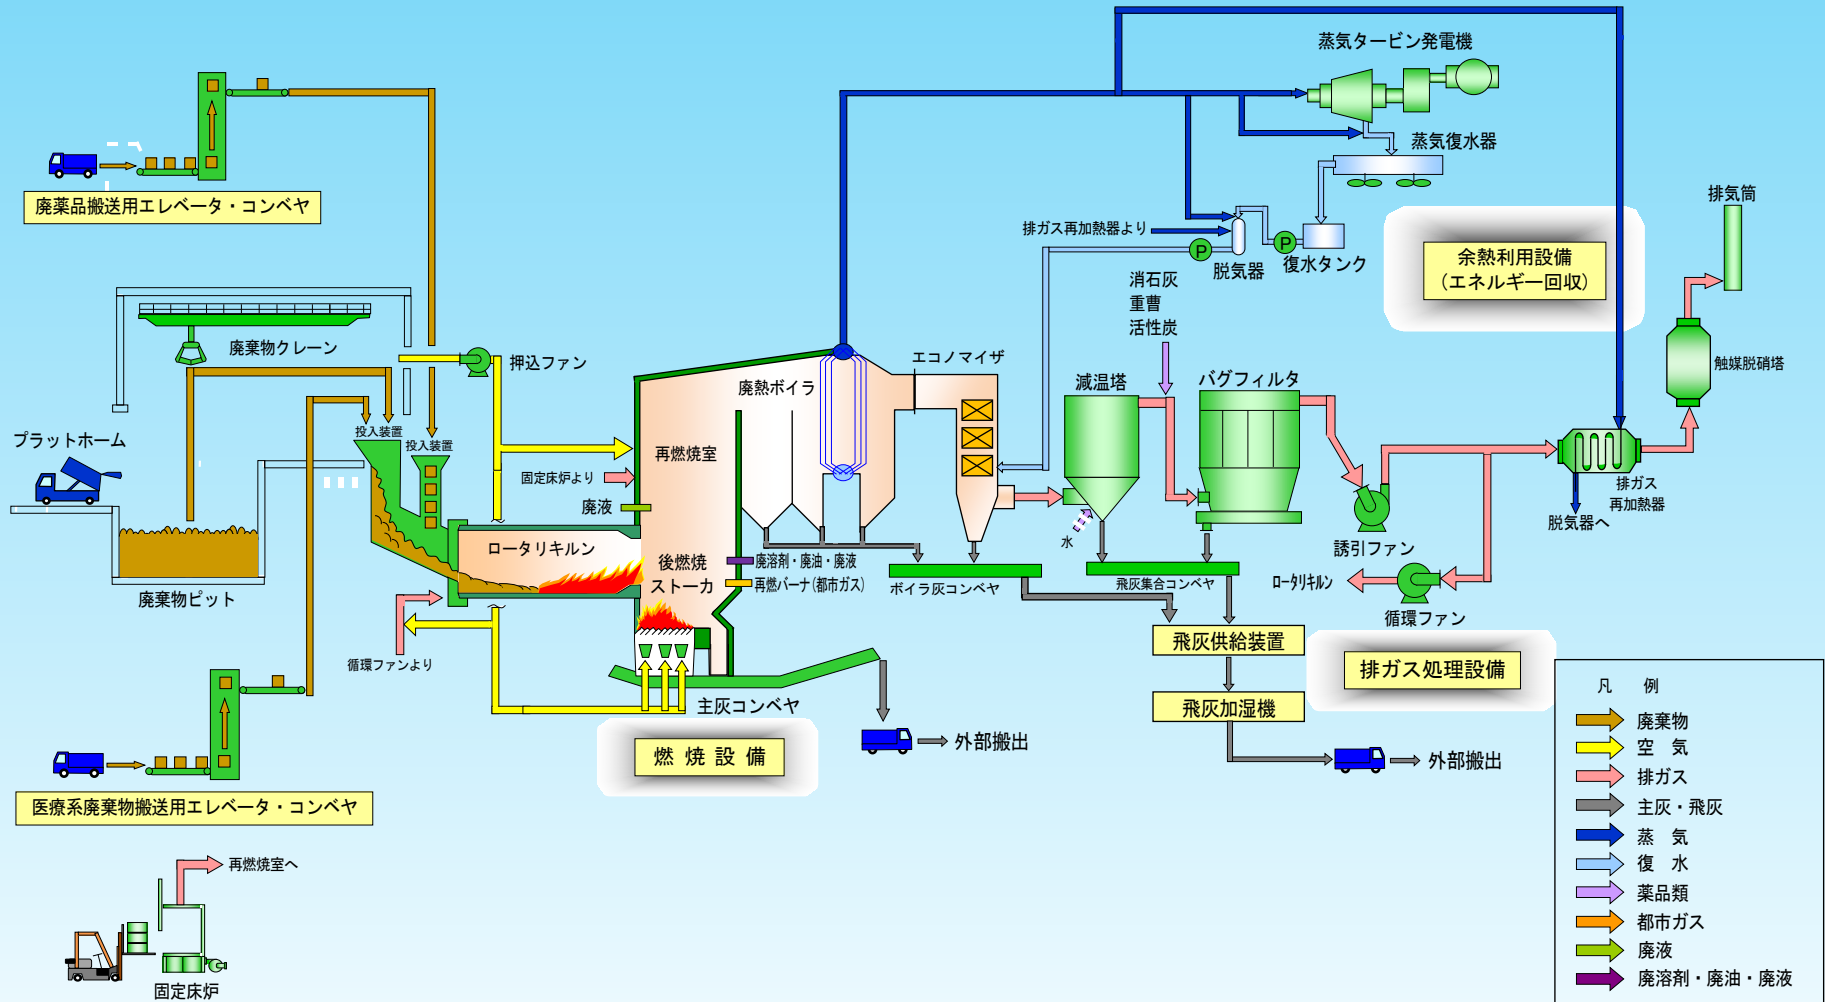 蒸気タービン発電機
蒸気復水器
廃薬品搬送用エレベータ・コンベヤ
排気筒
排ガス再加熱器より
脱気器
復水タンク
余熱利用設備
(エネルギー回収)
消石灰
重曹
活性炭
廃棄物クレーン
押込ファン
エコノマイザ
触媒脱硝塔
廃熱ボイラ
減温塔
バグフィルタ
プラットホーム
投入装置
投入装置
再燃焼室
固定床炉より
廃液
排ガス
再加熱器
脱気器へ
水
誘引ファン
ロータリキルン
後燃焼
ストーカ
廃溶剤・廃油・廃液
再燃バーナ(都市ガス)
ボイラ灰コンベヤ
飛灰集合コンベヤ
ロータリキルン
循環ファン
廃棄物ピット
循環ファンより
飛灰供給装置
排ガス処理設備
主灰コンベヤ
飛灰加湿機
燃焼設備
外部搬出
外部搬出
医療系廃棄物搬送用エレベータ・コンベヤ
再燃焼室へ
固定床炉
凡　例
廃棄物
空　気
排ガス
主灰・飛灰
蒸　気
復　水
薬品類
都市ガス
廃液
廃溶剤・廃油・廃液
P
P